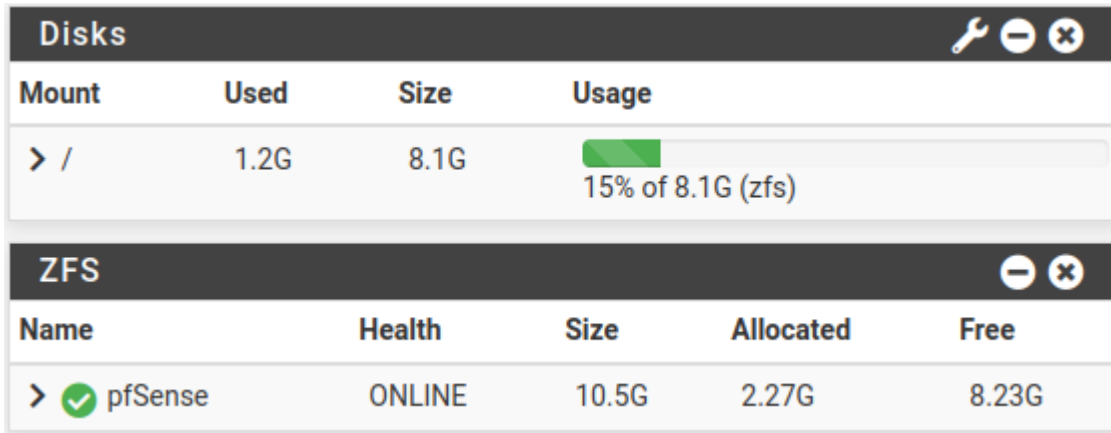 Disks
Mount Used Size Usage
/ 1.2G 8.1G
15% of 8.1G (zfs)
ZFS
Name Health Size Allocated Free
pfSense ONLINE 10.5G 2.27G 8.23G